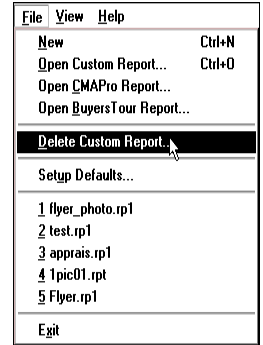 File View Help
New Ctrl+N
Open Custom Report... Ctrl+O
Open CMAPro Report...
Open BuyersTour Report...
Delete Custom Report...
Setup Defaults...
1 flyer_photo.rp1
2 test.rp1
3 apprais.rp1
4 1pic01.rpt
5 Flyer.rp1
Exit